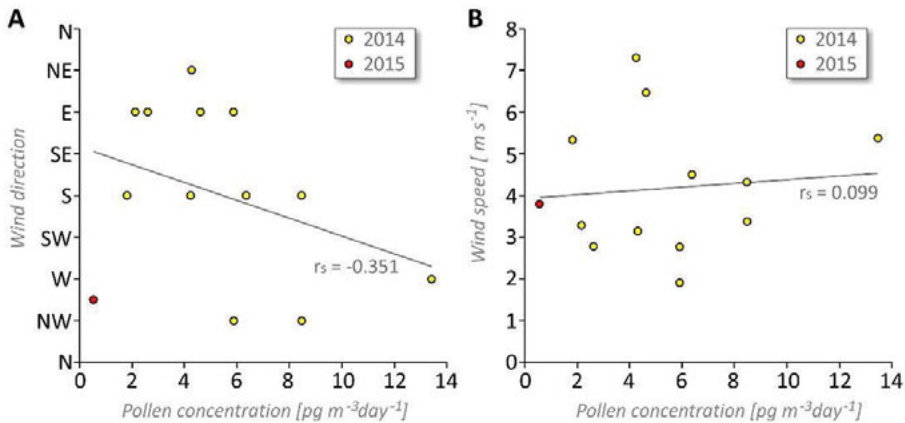 A
N
NE
E
SE
S
SW
W
NW
N
Wind direction
2014
2015
rs = -0.351
0 2 4 6 8 10 12 14
Pollen concentration [pg m⁻³day⁻¹]
B
8
7
6
5
4
3
2
1
0
Wind speed [ m s⁻¹]
2014
2015
rs = 0.099
0 2 4 6 8 10 12 14
Pollen concentration [pg m⁻³day⁻¹]